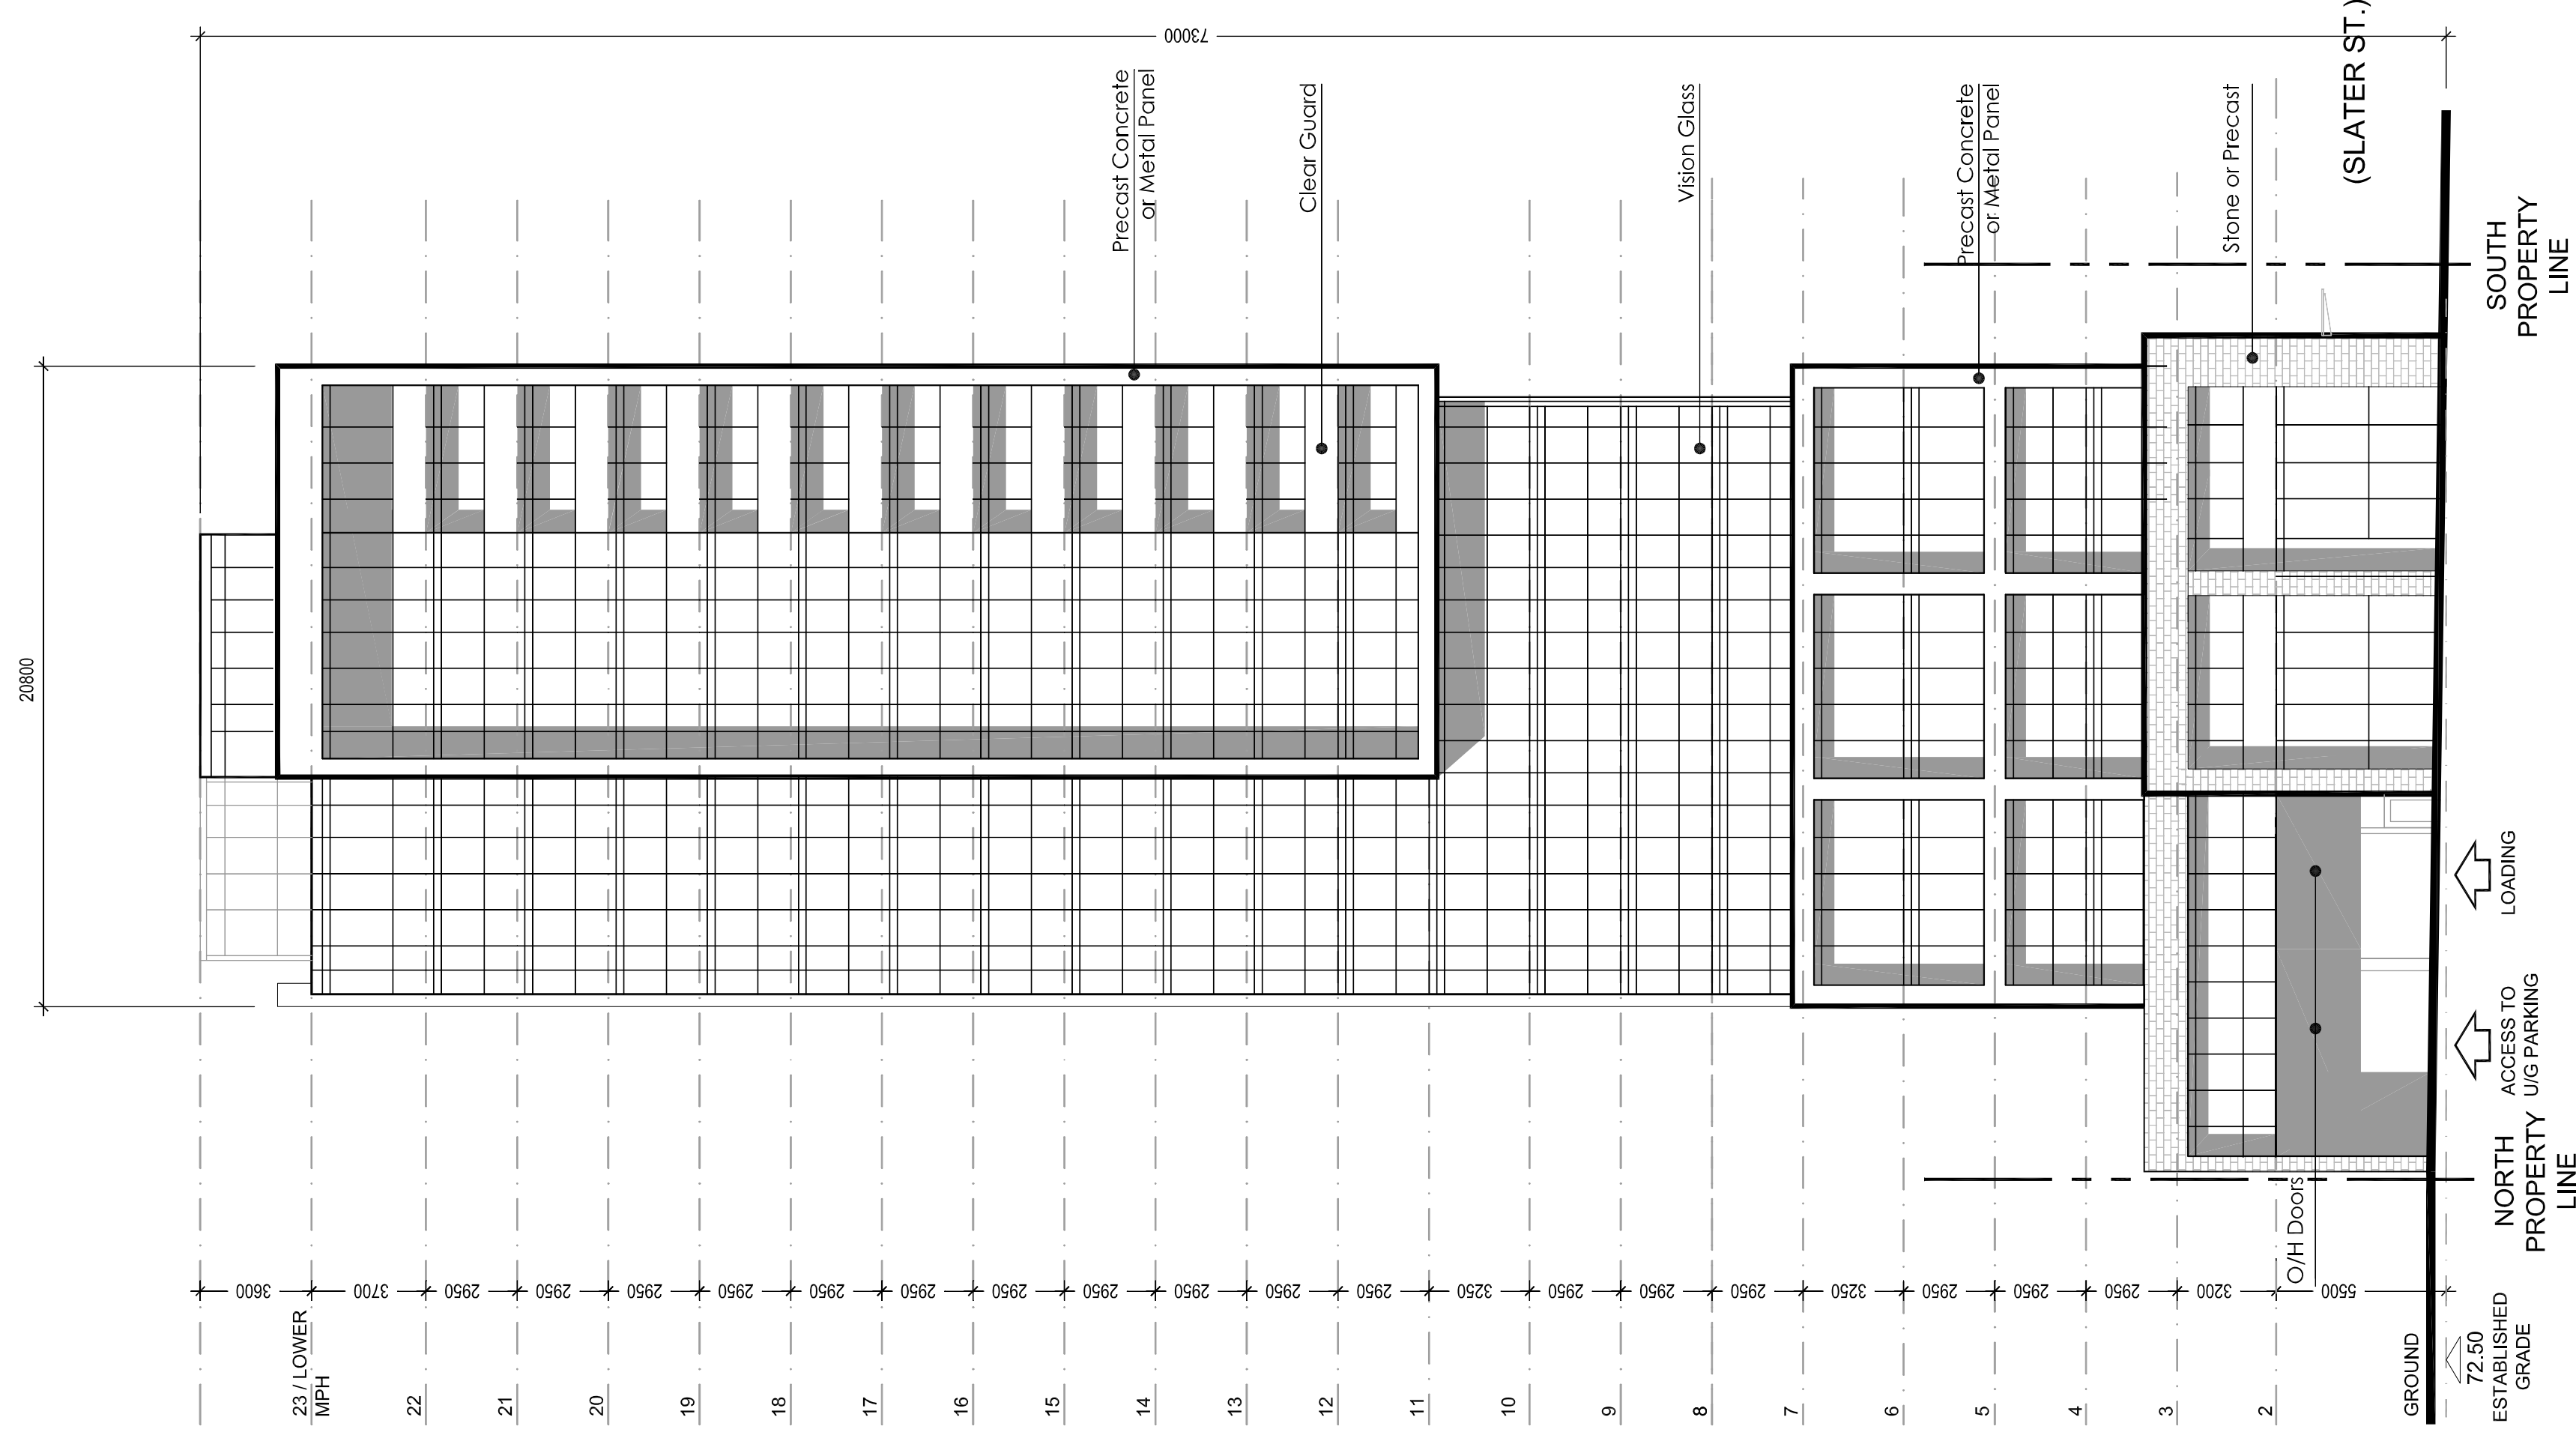 73000
20800
Precast Concrete
or Metal Panel
Clear Guard
Vision Glass
Precast Concrete
or Metal Panel
Stone or Precast
(SLATER ST.)
SOUTH
PROPERTY
LINE
LOADING
ACCESS TO
U/G PARKING
NORTH
PROPERTY
LINE
O/H Doors
3600
3700
2950
2950
2950
2950
2950
2950
2950
2950
2950
2950
2950
3250
2950
2950
2950
2950
3250
2950
2950
2950
3200
5500
23 / LOWER
MPH
22
21
20
19
18
17
16
15
14
13
12
11
10
9
8
7
6
5
4
3
2
GROUND
72.50
ESTABLISHED
GRADE